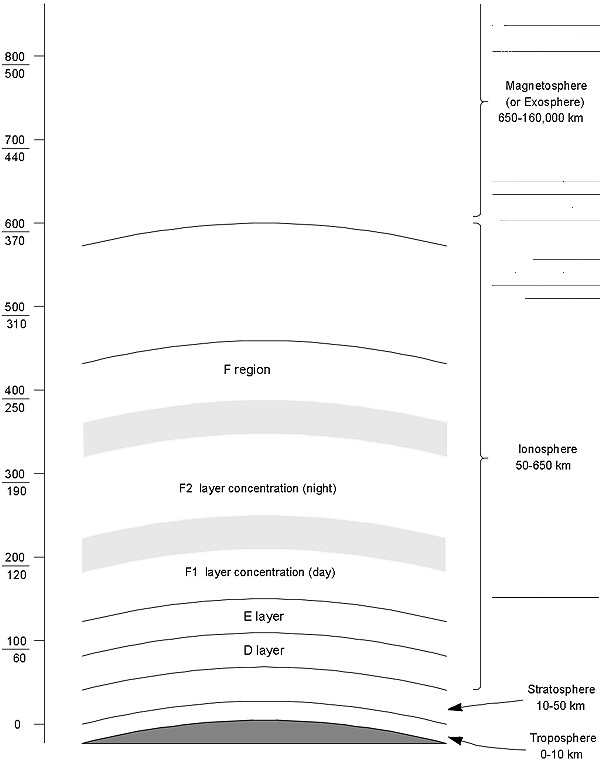 800
500
Magnetosphere
(or Exosphere)
650-160,000 km
700
440
600
370
500
310
F region
400
250
Ionosphere
50-650 km
300
190
F2 layer concentration (night)
200
120
F1 layer concentration (day)
E layer
100
60
D layer
Stratosphere
10-50 km
0
Troposphere
0-10 km